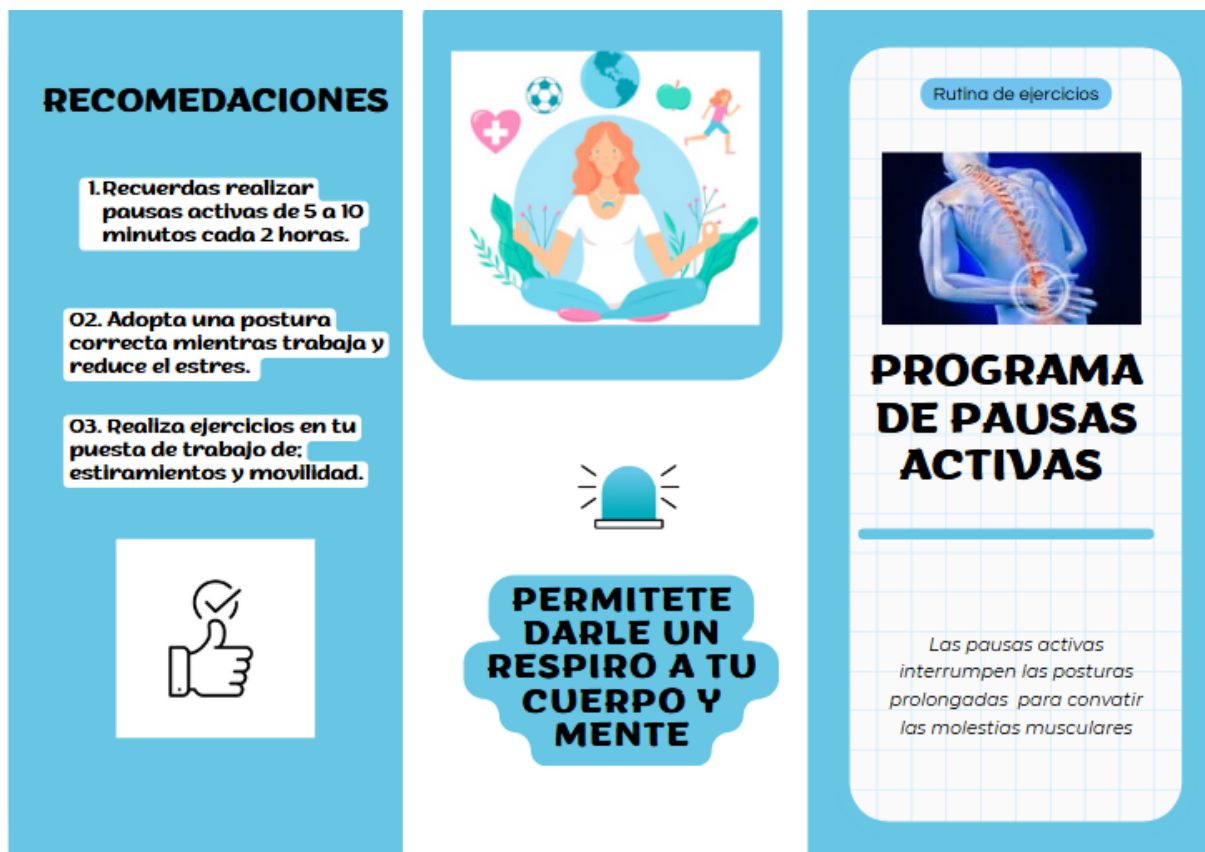 RECOMEDACIONES
1. Recuerdas realizar
pausas activas de 5 a 10
minutos cada 2 horas.
02. Adopta una postura
correcta mientras trabaja y
reduce el estres.
03. Realiza ejercicios en tu
puesta de trabajo de;
estiramientos y movilidad.
PERMITETE
DARLE UN
RESPIRO A TU
CUERPO Y
MENTE
Rutina de ejercicios
PROGRAMA
DE PAUSAS
ACTIVAS
Las pausas activas
interrumpen las posturas
prolongadas para convatir
las molestias musculares